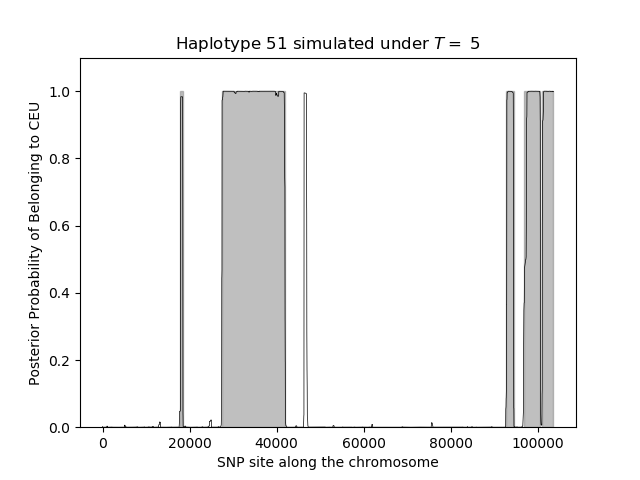 Haplotype 51 simulated under T = 5
Posterior Probability of Belonging to CEU
1.0
0.8
0.6
0.4
0.2
0.0
0 20000 40000 60000 80000 100000
SNP site along the chromosome